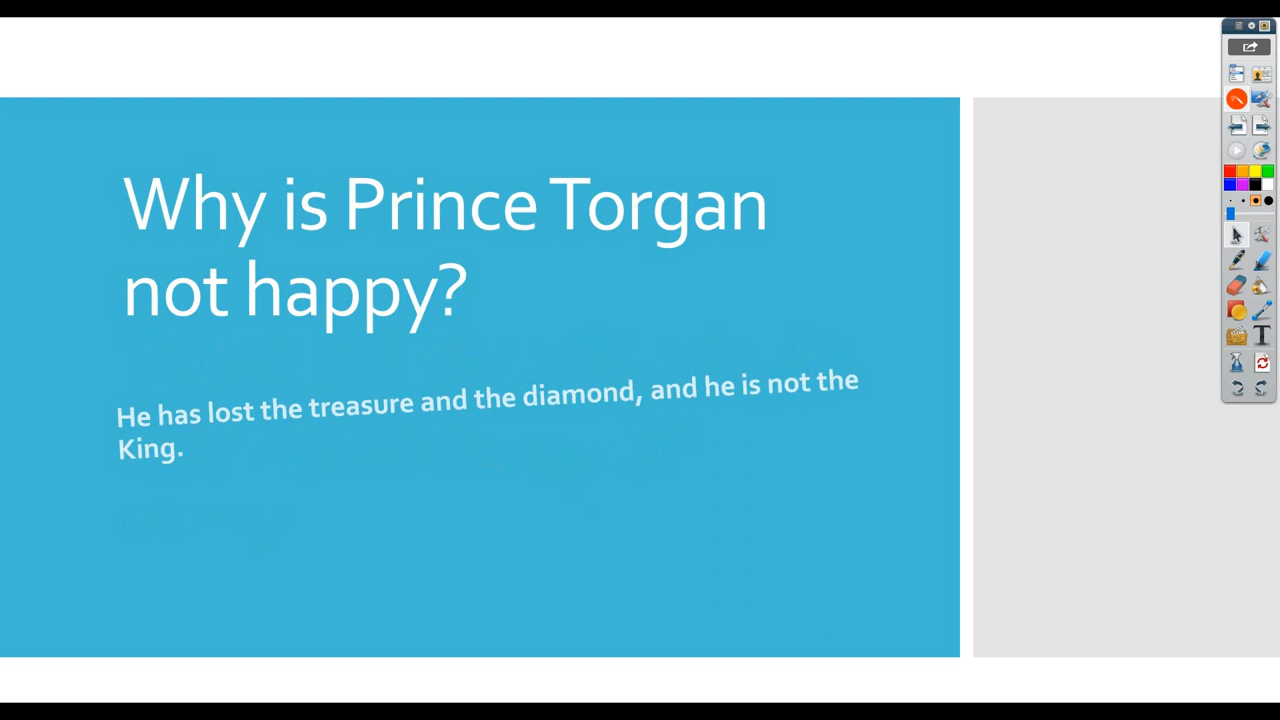 Why is Prince Torgan
not happy?
He has lost the treasure and the diamond, and he is not the
King.